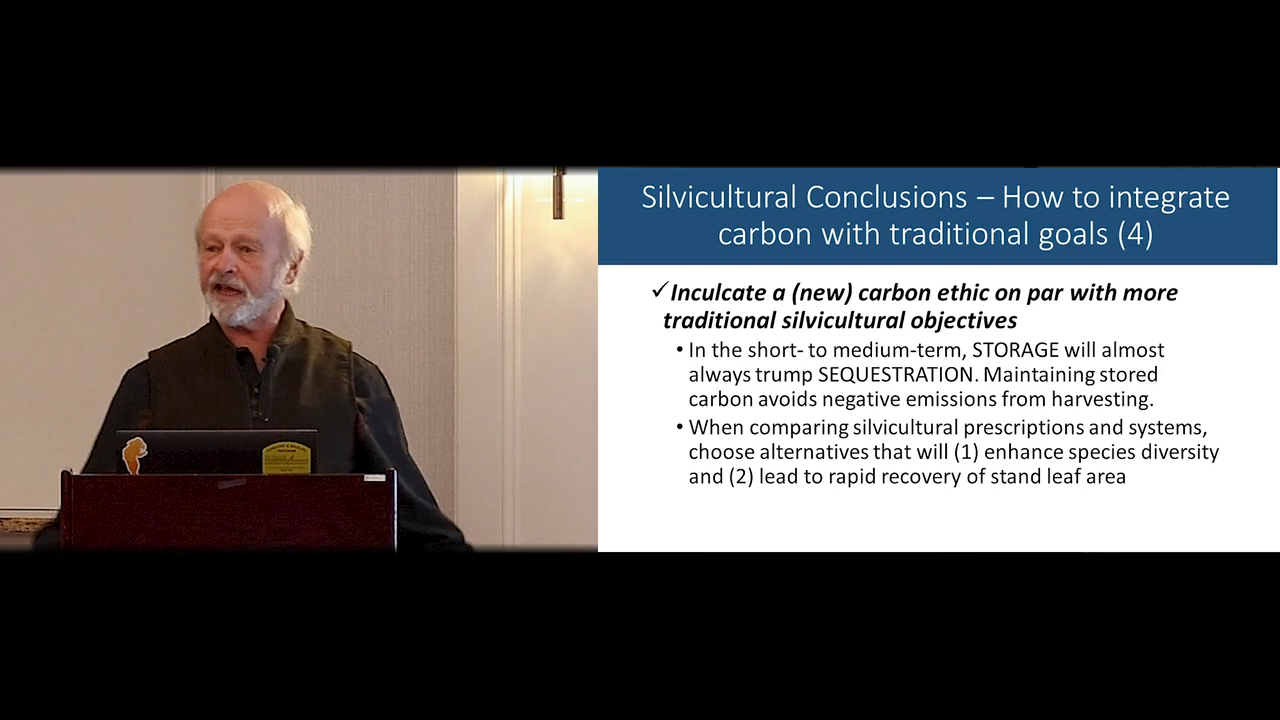 Silvicultural Conclusions – How to integrate
carbon with traditional goals (4)
✓Inculcate a (new) carbon ethic on par with more
traditional silvicultural objectives
• In the short- to medium-term, STORAGE will almost
always trump SEQUESTRATION. Maintaining stored
carbon avoids negative emissions from harvesting.
• When comparing silvicultural prescriptions and systems,
choose alternatives that will (1) enhance species diversity
and (2) lead to rapid recovery of stand leaf area